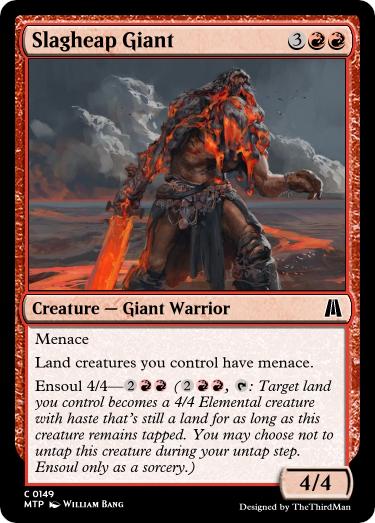 Slagheap Giant 3
Creature — Giant Warrior
Menace
Land creatures you control have menace.
Ensoul 4/4—2 (2, : Target land
you control becomes a 4/4 Elemental creature
with haste that's still a land for as long as this
creature remains tapped. You may choose not to
untap this creature during your untap step.
Ensoul only as a sorcery.)
4/4
C 0149
MTP William Bang
Designed by TheThirdMan